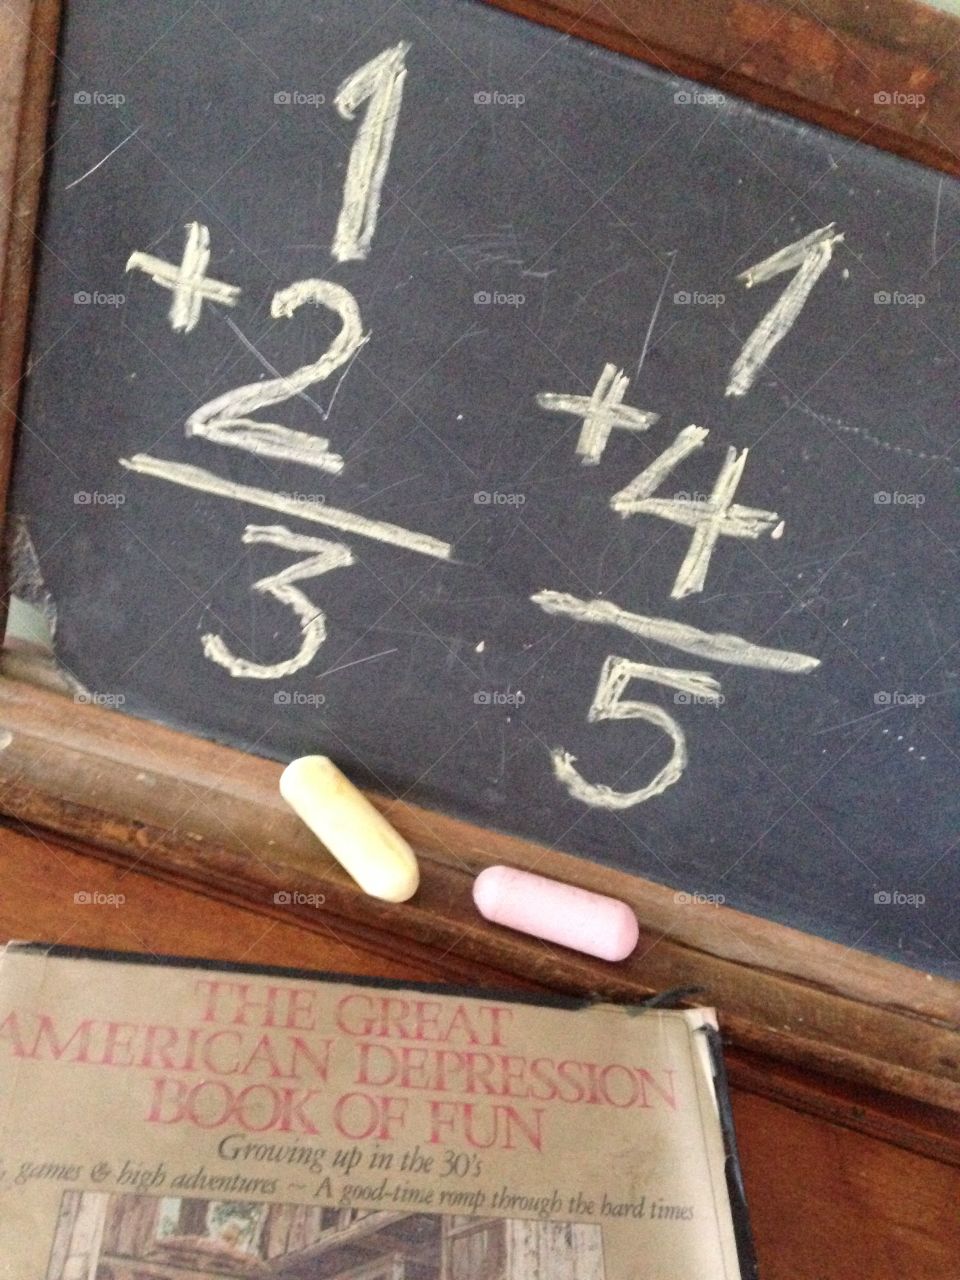 1
+2
3
1
+4
5
THE GREAT
AMERICAN DEPRESSION
BOOK OF FUN
Growing up in the 30's
games & high adventures ~ A good-time romp through the hard times
foap